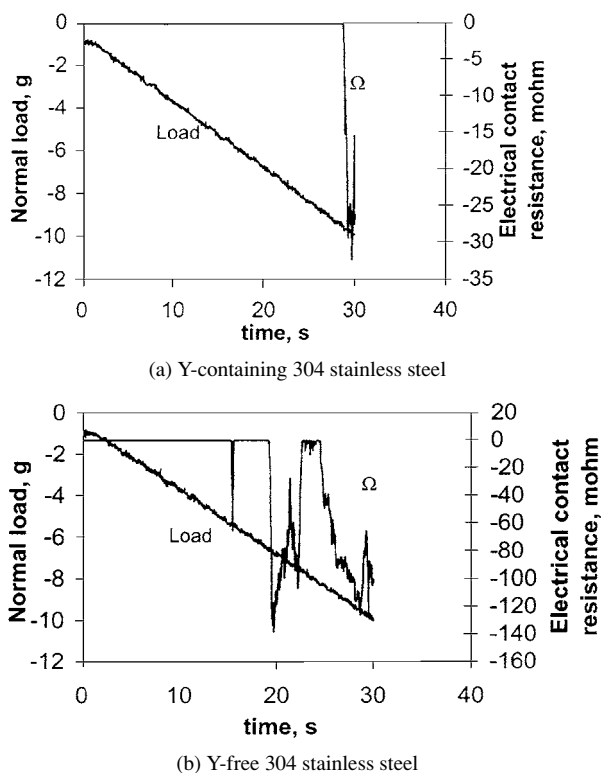 0
-2
-4
-6
-8
-10
-12
Normal load, g
Load
Ω
0
-5
-10
-15
-20
-25
-30
-35
Electrical contact
resistance, mohm
0 10 20 30 40
time, s
(a) Y-containing 304 stainless steel
0
-2
-4
-6
-8
-10
-12
Normal load, g
Load
Ω
20
0
-20
-40
-60
-80
-100
-120
-140
-160
Electrical contact
resistance, mohm
0 10 20 30 40
time, s
(b) Y-free 304 stainless steel